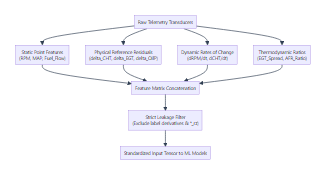 Raw Telemetry Transducers
Static Point Features
(RPM, MAP, Fuel_Flow)
Physical Reference Residuals
(delta_CHT, delta_EGT, delta_OilP)
Dynamic Rates of Change
(dRPM/dt, dCHT/dt)
Thermodynamic Ratios
(EGT_Spread, AFR_Ratio)
Feature Matrix Concatenation
Strict Leakage Filter
(Exclude label derivatives &
Standardized Input Tensor to ML Models